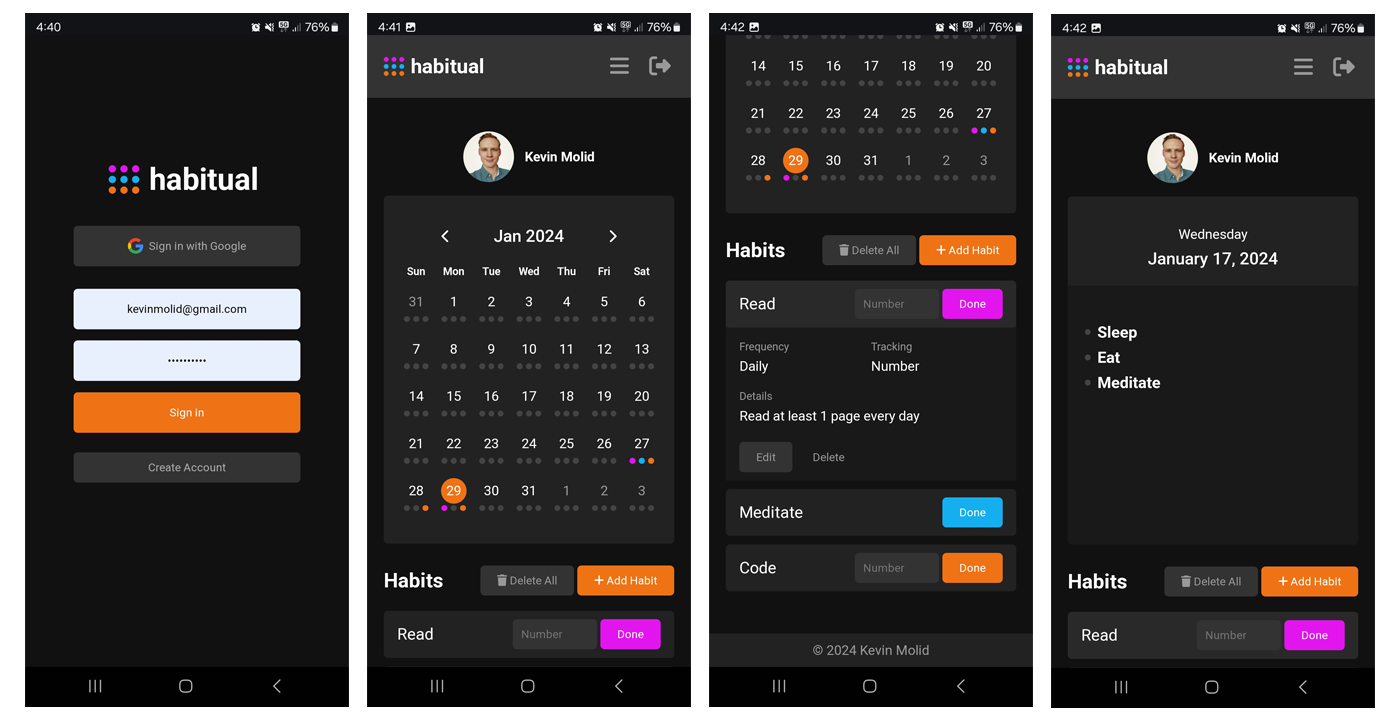 4:40
5G
76%
habitual
Sign in with Google
kevinmolid@gmail.com
••••••••••
Sign in
Create Account
4:41
5G
76%
habitual
Kevin Molid
Jan 2024
Sun Mon Tue Wed Thu Fri Sat
31 1 2 3 4 5 6
7 8 9 10 11 12 13
14 15 16 17 18 19 20
21 22 23 24 25 26 27
28 29 30 31 1 2 3
Habits Delete All + Add Habit
Read Number Done
4:42
5G
76%
14 15 16 17 18 19 20
21 22 23 24 25 26 27
28 29 30 31 1 2 3
Habits Delete All + Add Habit
Read Number Done
Frequency Tracking
Daily Number
Details
Read at least 1 page every day
Edit Delete
Meditate Done
Code Number Done
© 2024 Kevin Molid
4:42
5G
76%
habitual
Kevin Molid
Wednesday
January 17, 2024
Sleep
Eat
Meditate
Habits Delete All + Add Habit
Read Number Done